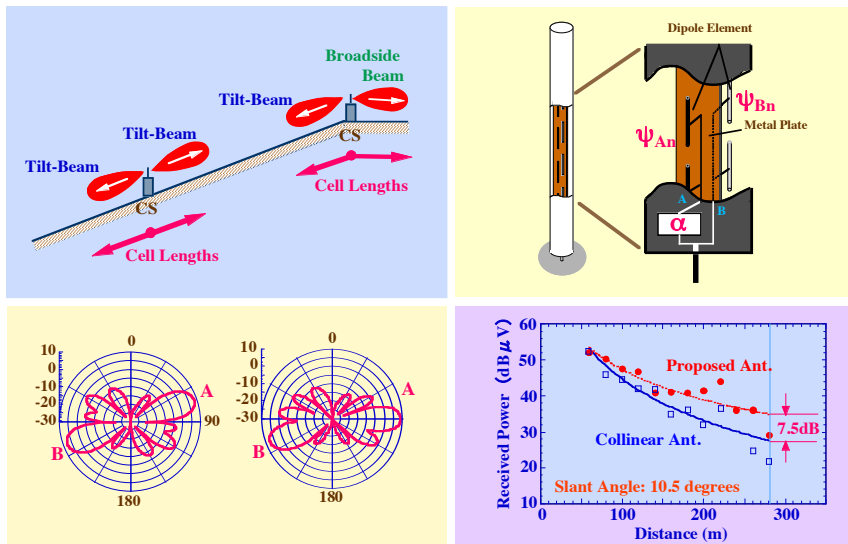 Broadside
Beam
Tilt-Beam
Tilt-Beam
CS
Tilt-Beam
Cell Lengths
CS
Cell Lengths
Dipole Element
ΨBn
Metal Plate
ΨAn
A
B
α
0
10
0
-10
-20
-30
A
90
B
180
0
10
0
-10
-20
-30
A
B
180
Received Power (dBμV)
60
50
40
30
20
10
Proposed Ant.
Collinear Ant.
7.5dB
Slant Angle: 10.5 degrees
0
100
200
300
Distance (m)